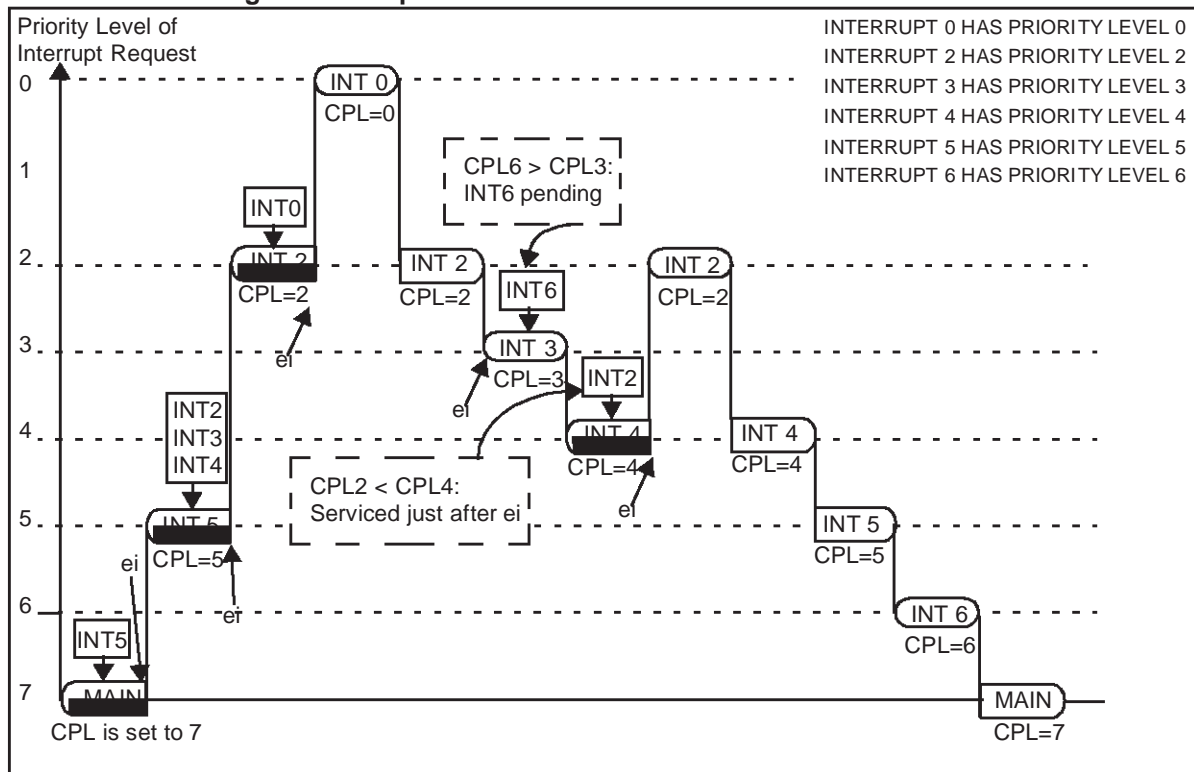 Priority Level of
Interrupt Request
INTERRUPT 0 HAS PRIORITY LEVEL 0
INTERRUPT 2 HAS PRIORITY LEVEL 2
INTERRUPT 3 HAS PRIORITY LEVEL 3
INTERRUPT 4 HAS PRIORITY LEVEL 4
INTERRUPT 5 HAS PRIORITY LEVEL 5
INTERRUPT 6 HAS PRIORITY LEVEL 6
0
INT 0
CPL=0
1
CPL6 > CPL3:
INT6 pending
INT0
2
INT 2
CPL=2
INT 2
CPL=2
INT6
INT 2
CPL=2
ei
3
INT 3
CPL=3
ei
INT2
INT2
INT3
INT4
4
INT 4
CPL=4
INT 4
CPL=4
CPL2 < CPL4:
Serviced just after ei
ei
5
INT 5
CPL=5
INT 5
CPL=5
ei
ei
6
INT 6
CPL=6
INT5
7
MAIN
CPL is set to 7
MAIN
CPL=7